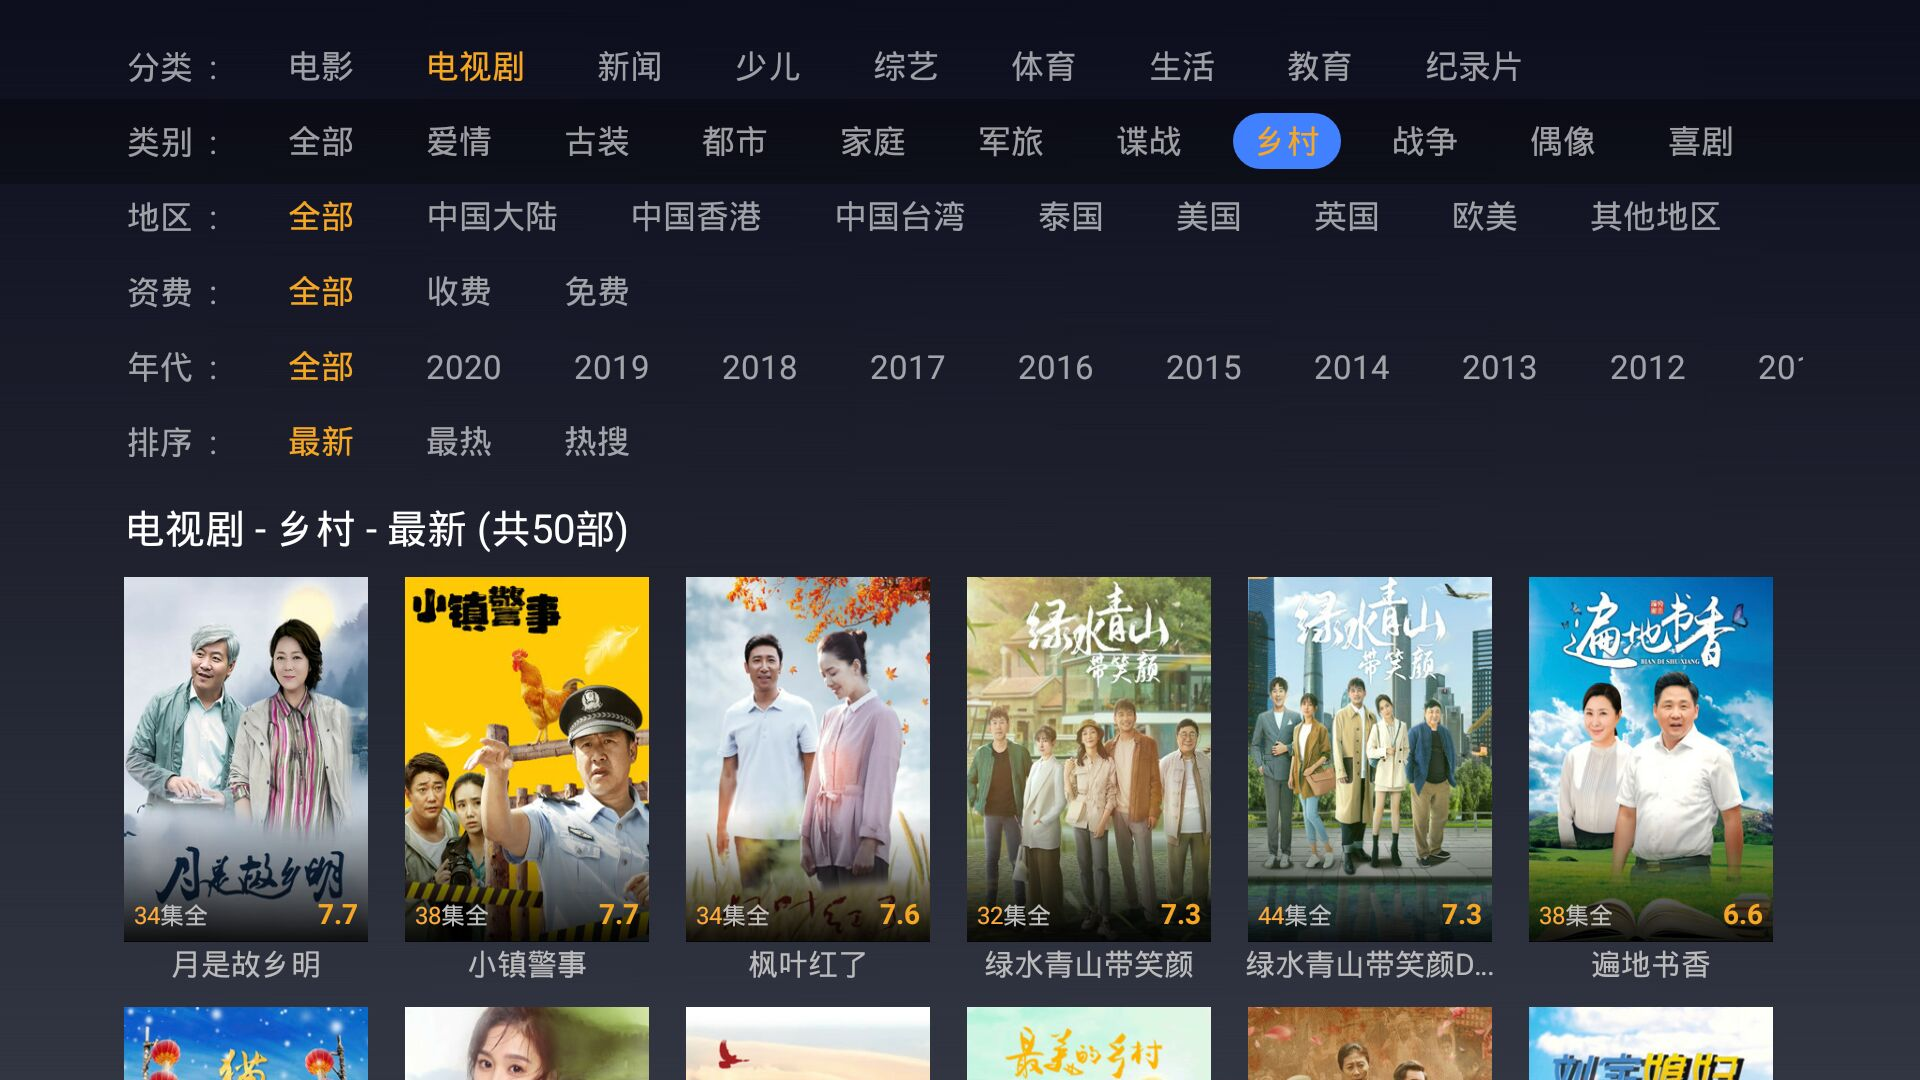 分类 : 电影 电视剧 新闻 少儿 综艺 体育 生活 教育 纪录片
类别 : 全部 爱情 古装 都市 家庭 军旅 谍战 乡村 战争 偶像 喜剧
地区 : 全部 中国大陆 中国香港 中国台湾 泰国 美国 英国 欧美 其他地区
资费 : 全部 收费 免费
年代 : 全部 2020 2019 2018 2017 2016 2015 2014 2013 2012
排序 : 最新 最热 热搜
电视剧 - 乡村 - 最新 (共50部)
月是故乡明
34集全 7.7
月是故乡明
小镇警事
38集全 7.7
小镇警事
34集全 7.6
枫叶红了
绿水青山
带笑颜
32集全 7.3
绿水青山带笑颜
绿水青山
带笑颜
44集全 7.3
绿水青山带笑颜D...
遍地书香
BIAN DI SHU XIANG
38集全 6.6
遍地书香
最美的乡村